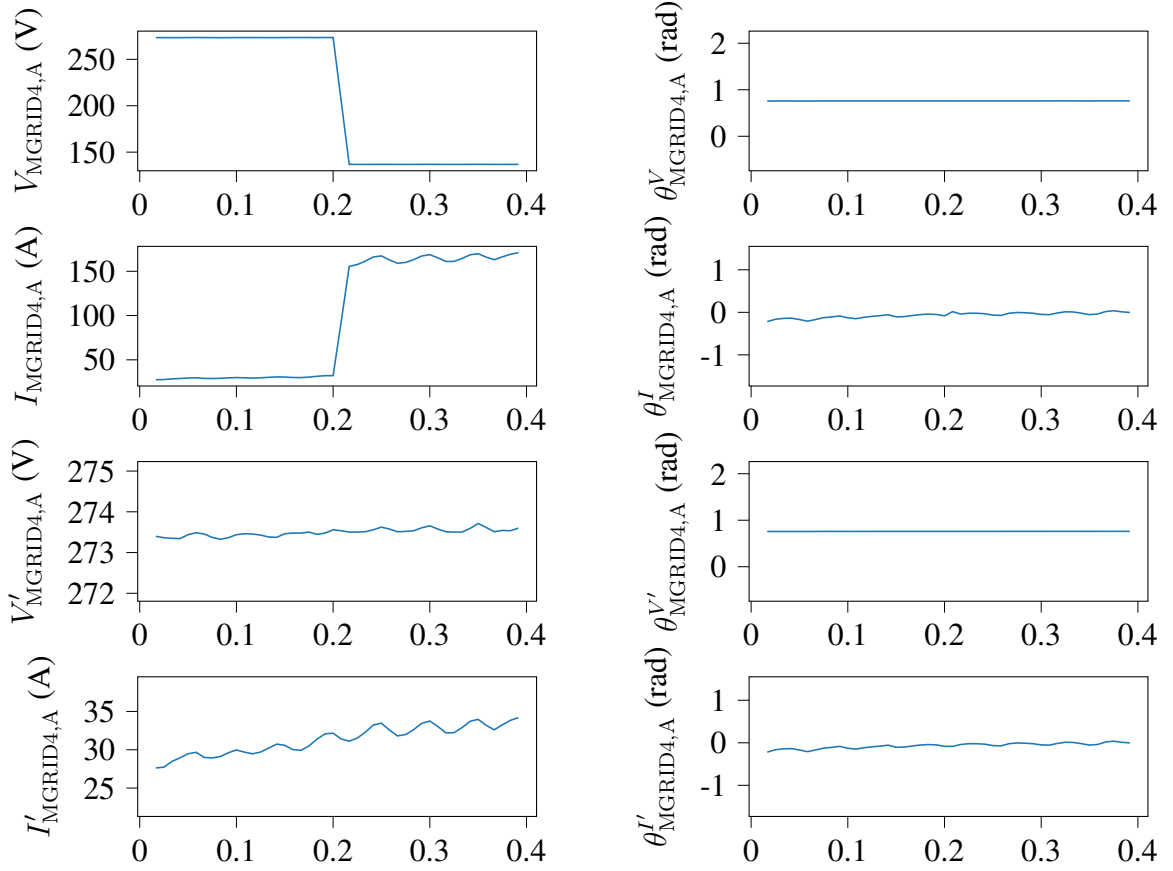 V_MGRID4,A (V)
250
200
150
0 0.1 0.2 0.3 0.4
θ^V_MGRID4,A (rad)
2
1
0
0 0.1 0.2 0.3 0.4
I_MGRID4,A (A)
150
100
50
0 0.1 0.2 0.3 0.4
θ^I_MGRID4,A (rad)
1
0
-1
0 0.1 0.2 0.3 0.4
V′_MGRID4,A (V)
275
274
273
272
0 0.1 0.2 0.3 0.4
θ^V′_MGRID4,A (rad)
2
1
0
0 0.1 0.2 0.3 0.4
I′_MGRID4,A (A)
35
30
25
0 0.1 0.2 0.3 0.4
θ^I′_MGRID4,A (rad)
1
0
-1
0 0.1 0.2 0.3 0.4